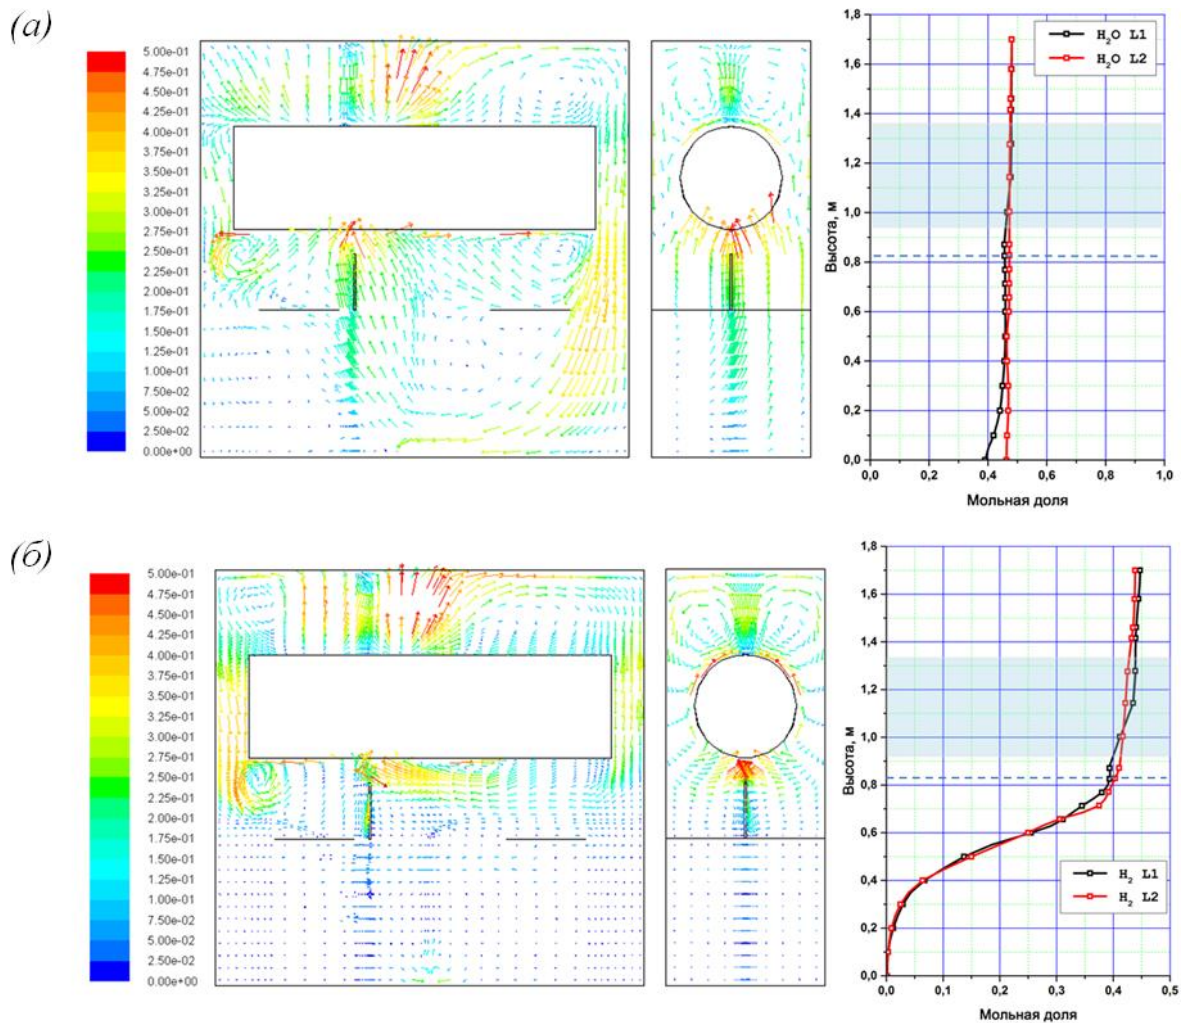 (а)
5.00e-01
4.75e-01
4.50e-01
4.25e-01
4.00e-01
3.75e-01
3.50e-01
3.25e-01
3.00e-01
2.75e-01
2.50e-01
2.25e-01
2.00e-01
1.75e-01
1.50e-01
1.25e-01
1.00e-01
7.50e-02
5.00e-02
2.50e-02
0.00e+00
1,8
1,6
1,4
1,2
1,0
0,8
0,6
0,4
0,2
0,0
Высота, м
H₂O L1
H₂O L2
0,0 0,2 0,4 0,6 0,8 1,0
Мольная доля
(б)
5.00e-01
4.75e-01
4.50e-01
4.25e-01
4.00e-01
3.75e-01
3.50e-01
3.25e-01
3.00e-01
2.75e-01
2.50e-01
2.25e-01
2.00e-01
1.75e-01
1.50e-01
1.25e-01
1.00e-01
7.50e-02
5.00e-02
2.50e-02
0.00e+00
1,8
1,6
1,4
1,2
1,0
0,8
0,6
0,4
0,2
0,0
Высота, м
H₂ L1
H₂ L2
0,0 0,1 0,2 0,3 0,4 0,5
Мольная доля